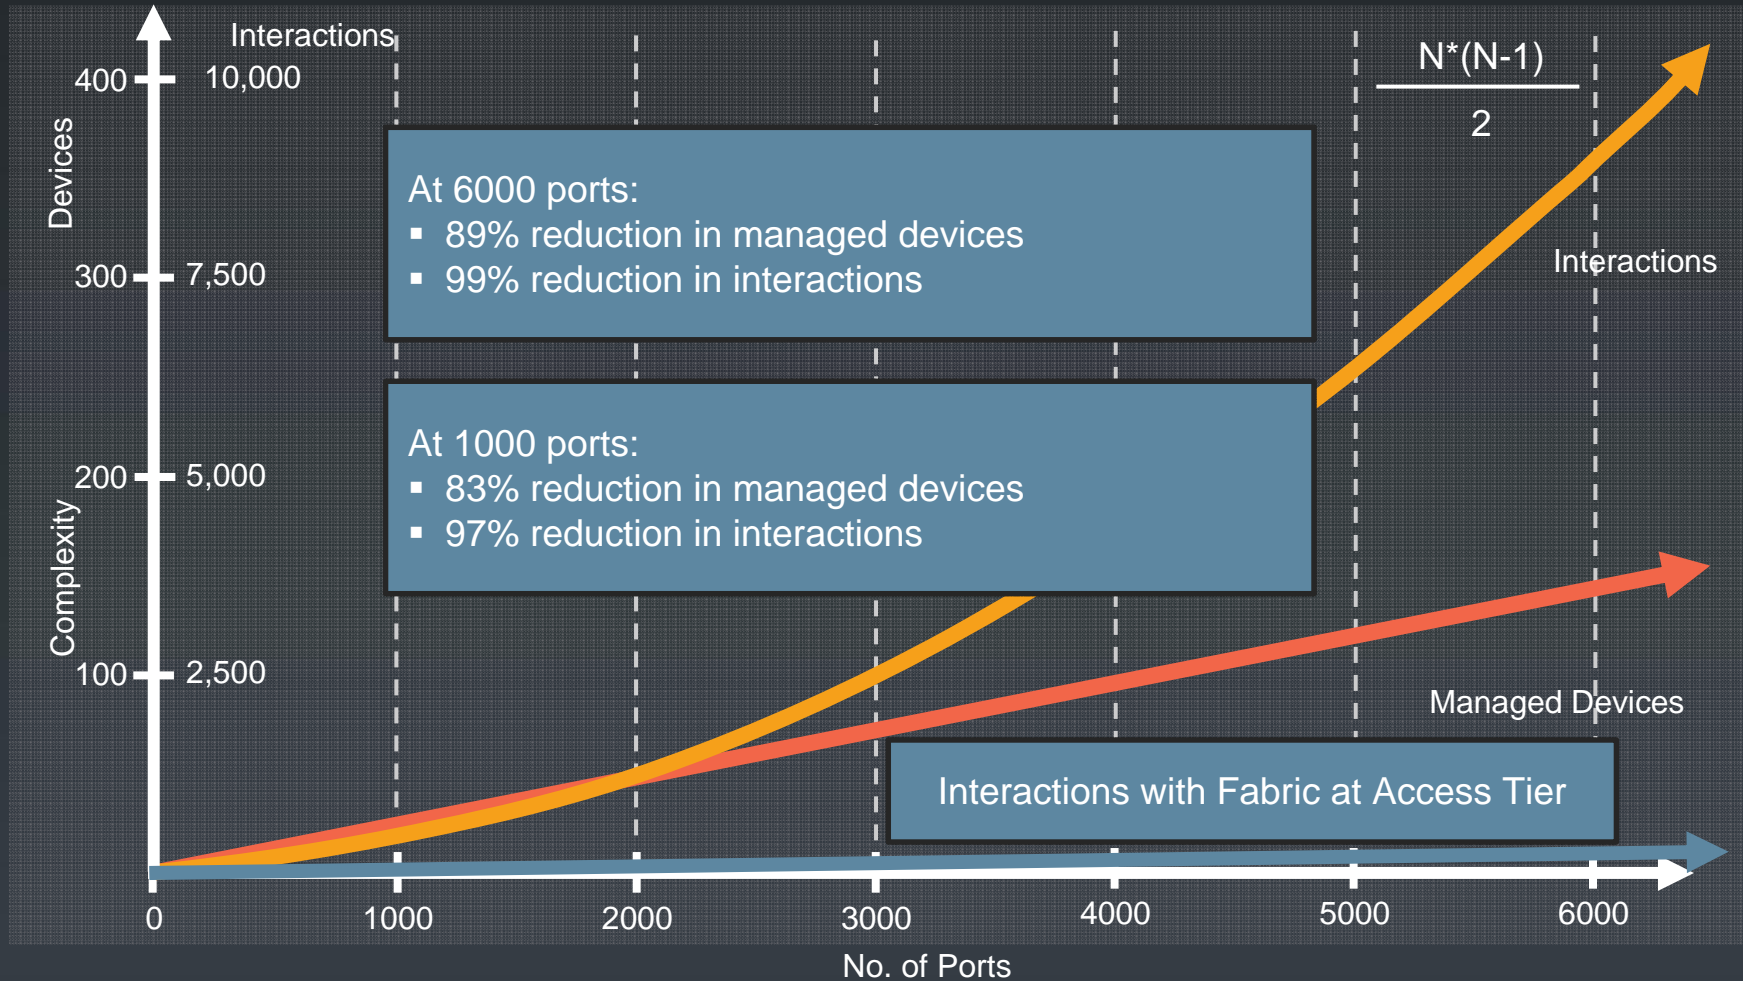 Interactions
400
10,000
N*(N-1)
2
Devices
At 6000 ports:
▪ 89% reduction in managed devices
▪ 99% reduction in interactions
300
7,500
Interactions
At 1000 ports:
▪ 83% reduction in managed devices
▪ 97% reduction in interactions
200
5,000
Complexity
100
2,500
Managed Devices
Interactions with Fabric at Access Tier
0
1000
2000
3000
4000
5000
6000
No. of Ports